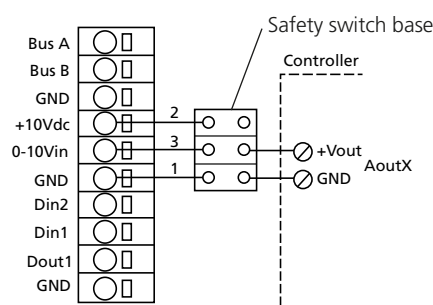 Safety switch base
Controller
Bus A
Bus B
GND
+10Vdc 2
0-10Vin 3 +Vout
AoutX
GND 1 GND
Din2
Din1
Dout1
GND